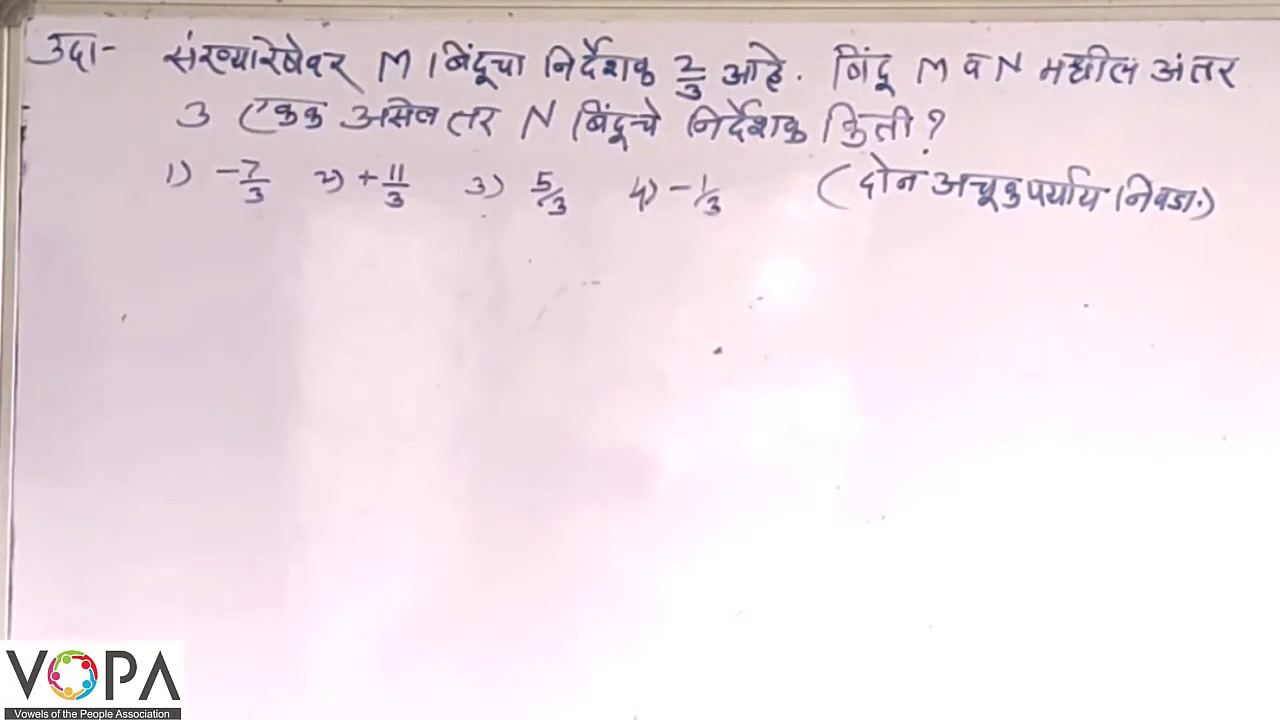 उदा- संख्यारेषेवर M बिंदूचा निर्देशक 2/3 आहे. बिंदू M व N मधील अंतर
3 एकक असेल तर N बिंदूचे निर्देशक किती?
1) -7/3 2) +11/3 3) 5/3 4) -1/3 (दोन अचूक पर्याय निवडा.)
VOPA
Vowels of the People Association